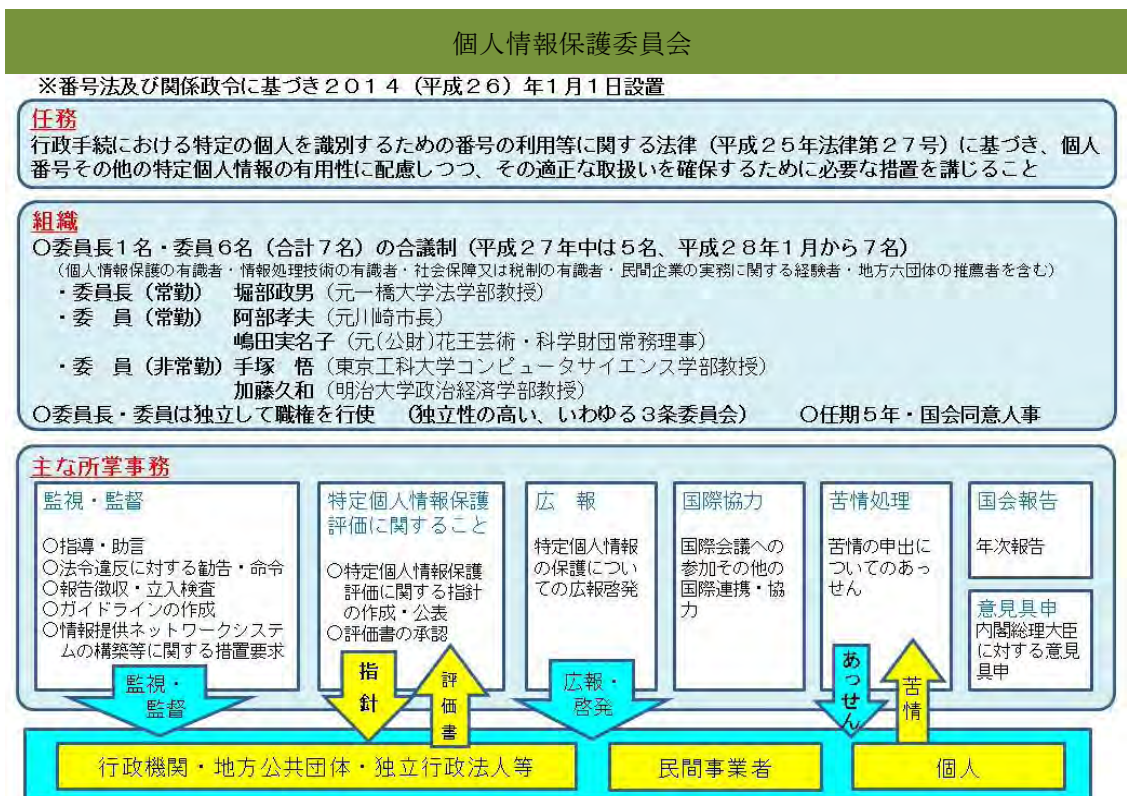 個人情報保護委員会
※番号法及び関係政令に基づき２０１４（平成２６）年１月１日設置
任務
行政手続における特定の個人を識別するための番号の利用等に関する法律（平成２５年法律第２７号）に基づき、個人
番号その他の特定個人情報の有用性に配慮しつつ、その適正な取扱いを確保するために必要な措置を講じること
組織
○委員長１名・委員６名（合計７名）の合議制（平成２７年中は５名、平成２８年１月から７名）
（個人情報保護の有識者・情報処理技術の有識者・社会保障又は税制の有識者・民間企業の実務に関する経験者・地方六団体の推薦者を含む）
・委員長（常勤）　堀部政男（元一橋大学法学部教授）
・委　員（常勤）　阿部孝夫（元川崎市長）
嶋田実名子（元(公財)花王芸術・科学財団常務理事）
・委　員（非常勤）手塚　悟（東京工科大学コンピュータサイエンス学部教授）
加藤久和（明治大学政治経済学部教授）
○委員長・委員は独立して職権を行使　（独立性の高い、いわゆる３条委員会）　　○任期５年・国会同意人事
主な所掌事務
監視・監督
○指導・助言
○法令違反に対する勧告・命令
○報告徴収・立入検査
○ガイドラインの作成
○情報提供ネットワークシステ
ムの構築等に関する措置要求
特定個人情報保護
評価に関すること
○特定個人情報保護
評価に関する指針
の作成・公表
○評価書の承認
広　報
特定個人情報
の保護につい
ての広報啓発
国際協力
国際会議への
参加その他の
国際連携・協
力
苦情処理
苦情の申出に
ついてのあっ
せん
国会報告
年次報告
意見具申
内閣総理大臣
に対する意見
具申
監視・
監督
指針
評価書
広報・
啓発
あっせん
苦情
行政機関・地方公共団体・独立行政法人等
民間事業者
個人